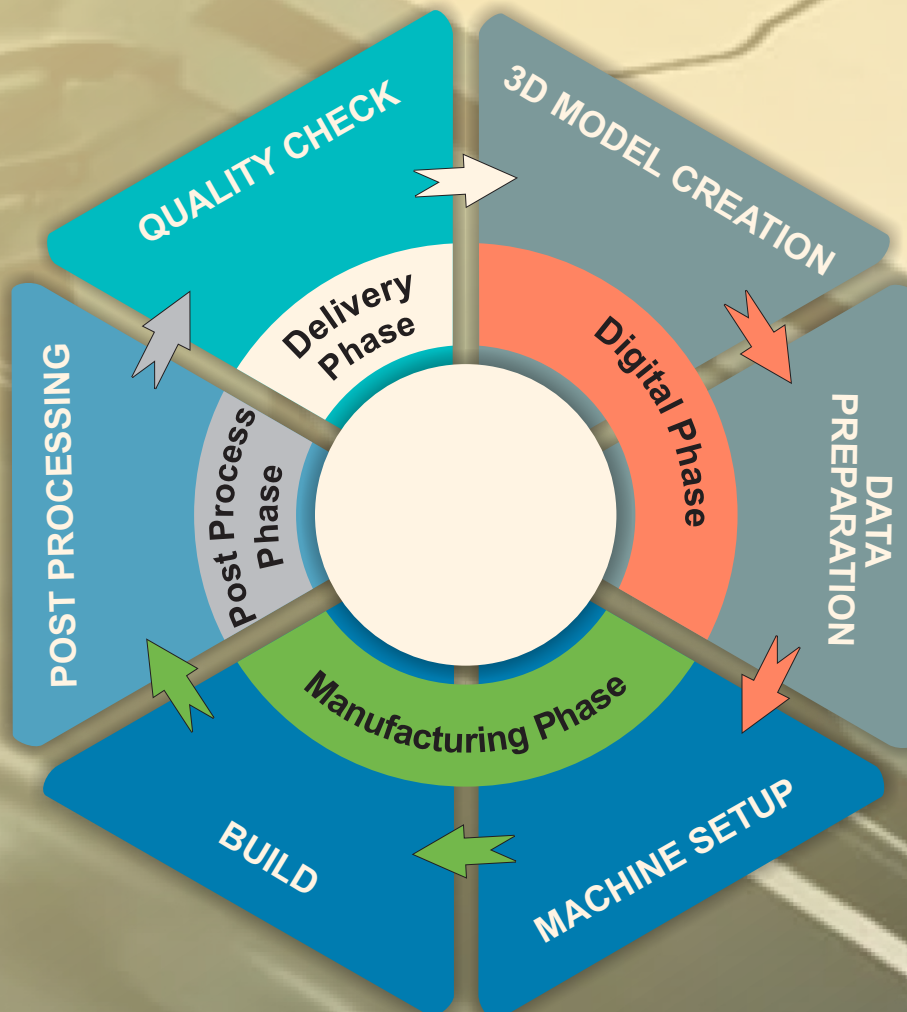 3D MODEL CREATION
DATA
PREPARATION
MACHINE SETUP
BUILD
POST PROCESSING
QUALITY CHECK
Digital Phase
Manufacturing Phase
Post Process
Phase
Delivery
Phase